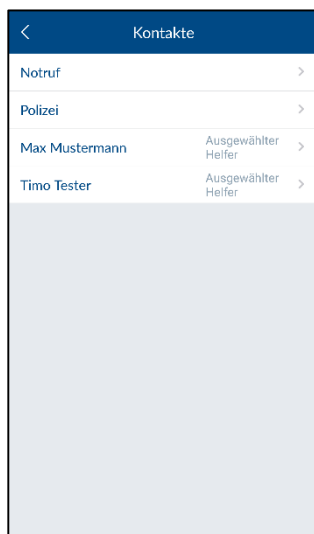 Kontakte
Notruf
Polizei
Max Mustermann
Ausgewählter
Helfer
Timo Tester
Ausgewählter
Helfer